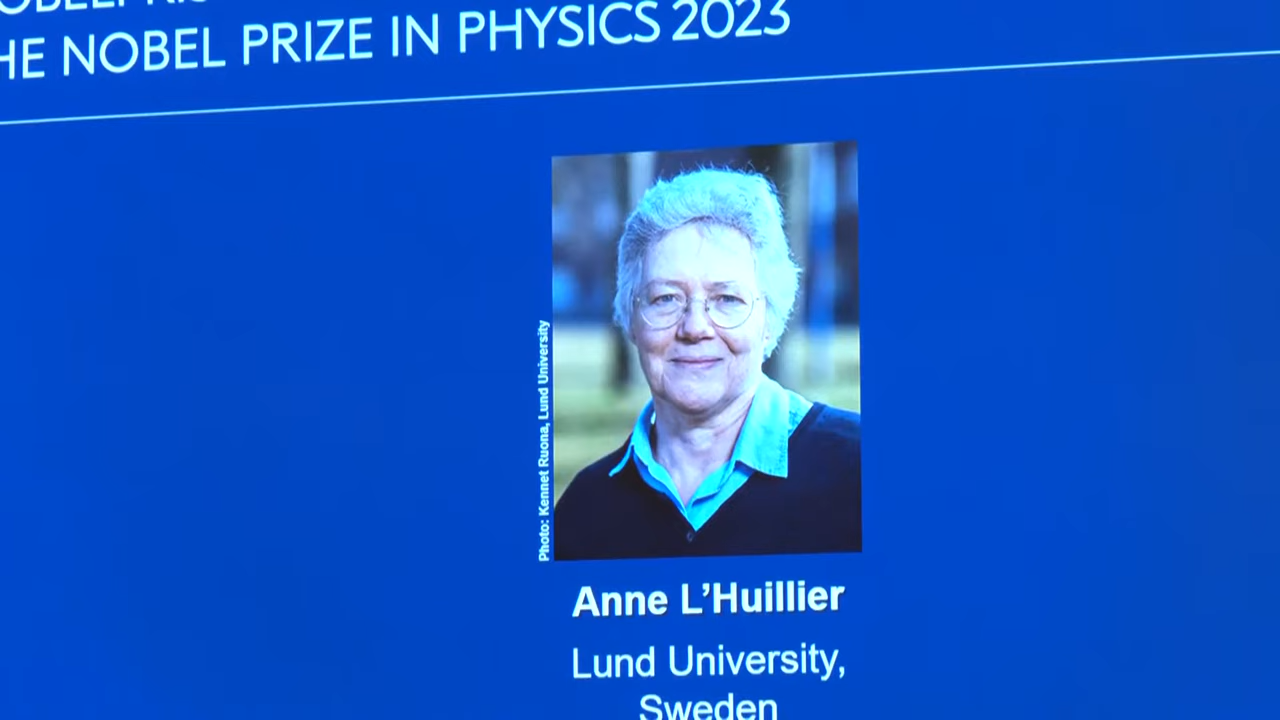 THE NOBEL PRIZE IN PHYSICS 2023
Photo: Kennet Ruona, Lund University
Anne L’Huillier
Lund University,
Sweden